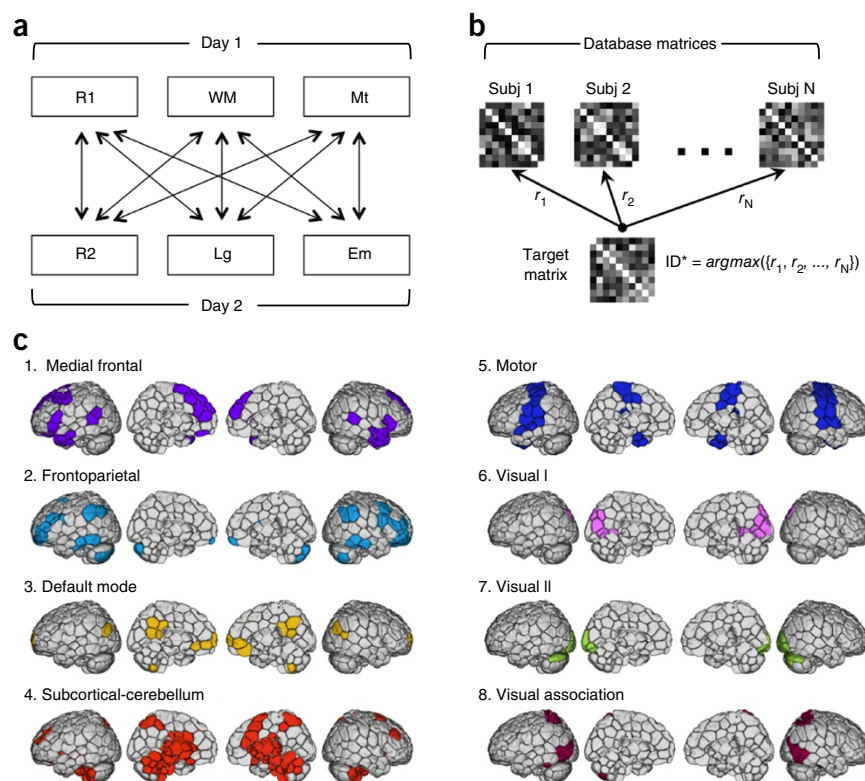 a
Day 1
R1 WM Mt
R2 Lg Em
Day 2
b
Database matrices
Subj 1 Subj 2 Subj N
r1 r2 rN
Target
matrix
ID* = argmax({r1, r2, ..., rN})
c
1. Medial frontal
2. Frontoparietal
3. Default mode
4. Subcortical-cerebellum
5. Motor
6. Visual I
7. Visual II
8. Visual association